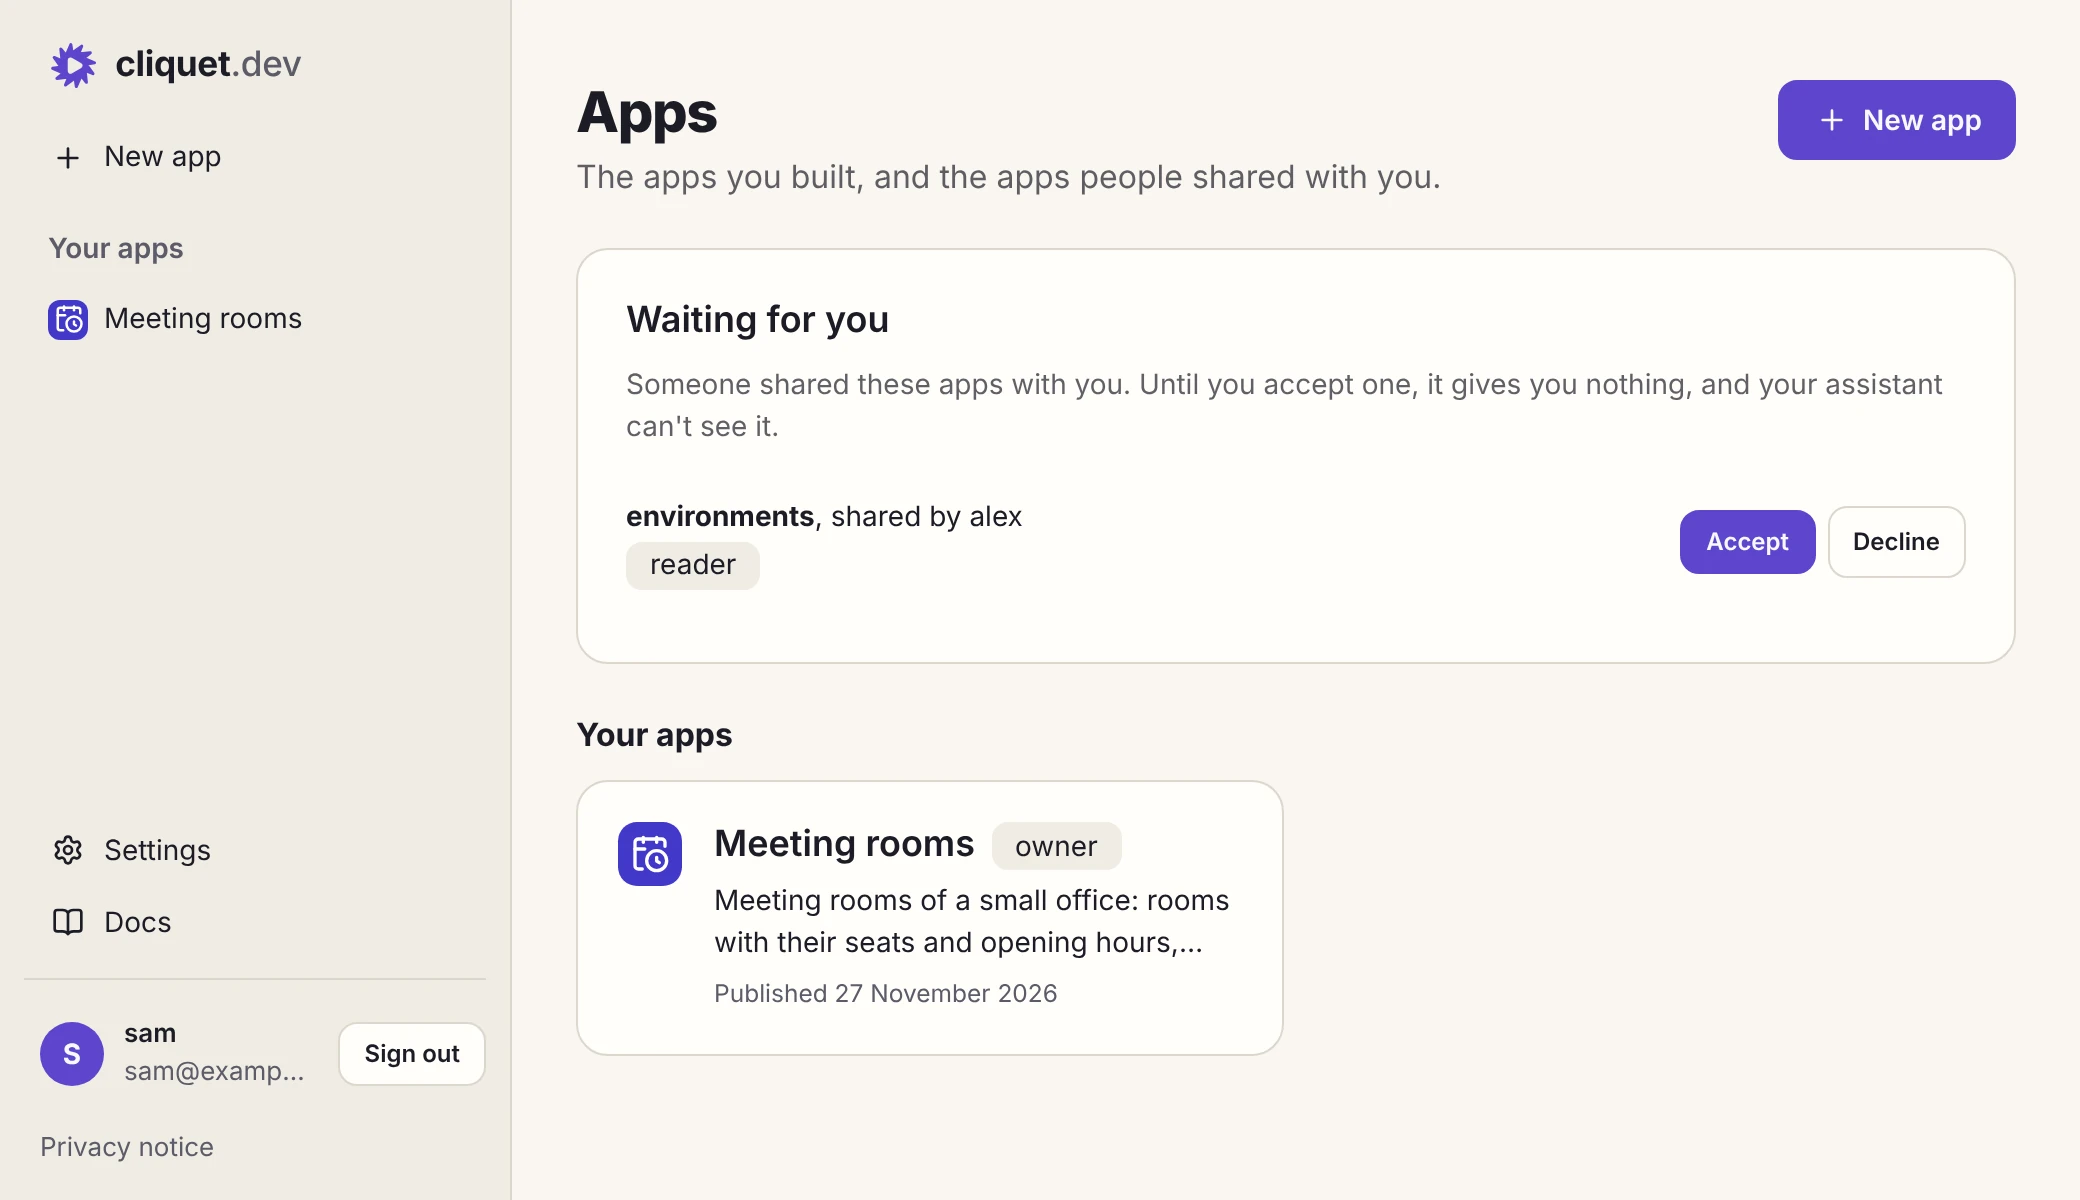 cliquet.dev
New app
Your apps
Meeting rooms
Settings
Docs
S
sam
sam@examp...
Sign out
Privacy notice
Apps
The apps you built, and the apps people shared with you.
New app
Waiting for you
Someone shared these apps with you. Until you accept one, it gives you nothing, and your assistant
can't see it.
environments, shared by alex
reader
Accept
Decline
Your apps
Meeting rooms
owner
Meeting rooms of a small office: rooms
with their seats and opening hours,...
Published 27 November 2026